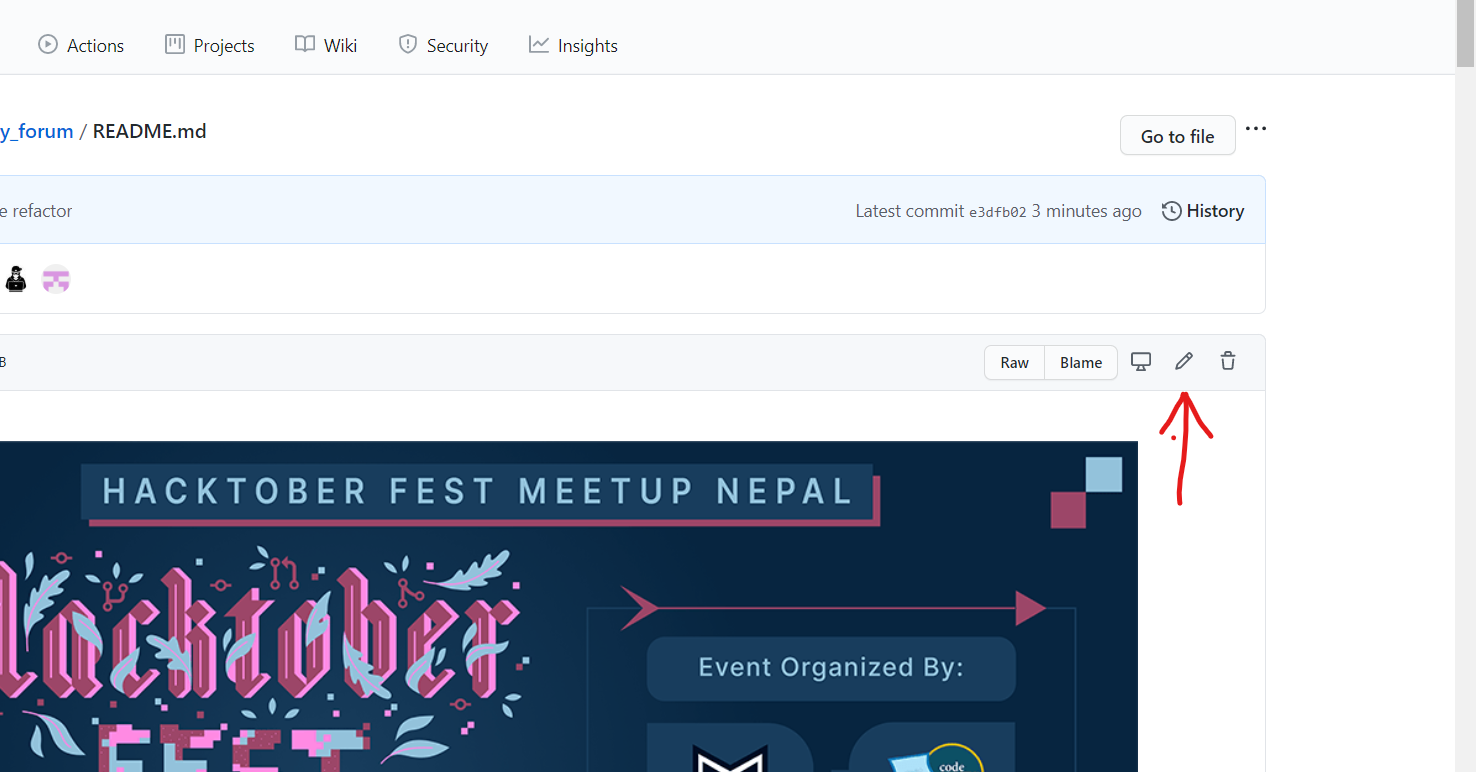 Actions Projects Wiki Security Insights
y_forum / README.md
Go to file
e refactor
Latest commit e3dfb02 3 minutes ago History
B
Raw Blame
HACKTOBER FEST MEETUP NEPAL
Hacktober
FEST
Event Organized By:
code